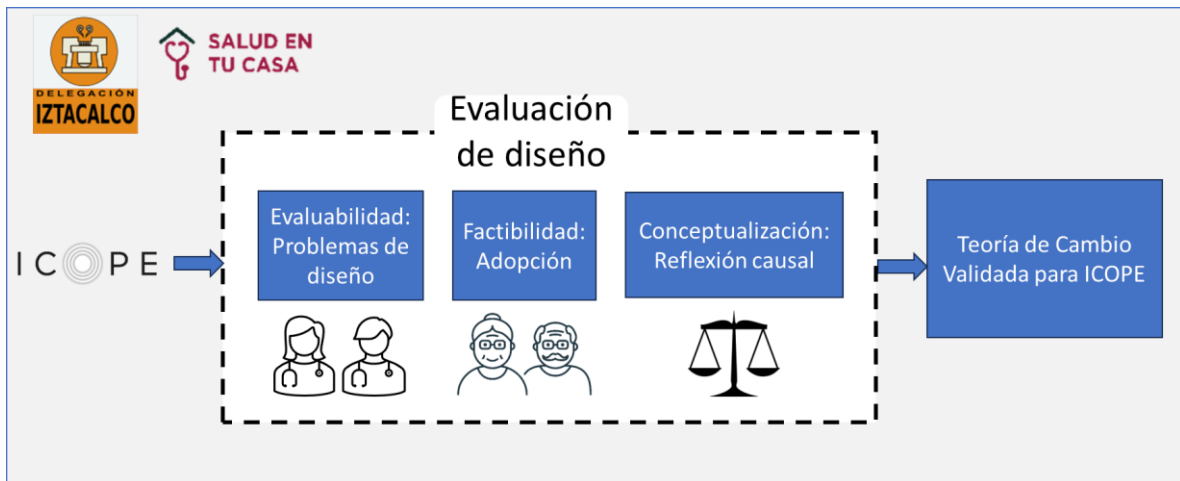 DELEGACIÓN
IZTACALCO
SALUD EN
TU CASA
Evaluación
de diseño
ICOPE
Evaluabilidad:
Problemas de
diseño
Factibilidad:
Adopción
Conceptualización:
Reflexión causal
Teoría de Cambio
Validada para ICOPE